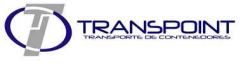 TRANSPOINT
TRANSPORTE DE CONTENEDORES